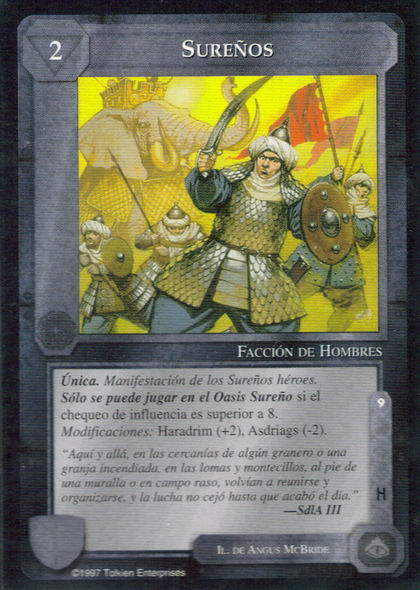 2
SUREÑOS
FACCIÓN DE HOMBRES
Única. Manifestación de los Sureños héroes.
Sólo se puede jugar en el Oasis Sureño si el
chequeo de influencia es superior a 8.
Modificaciones: Haradrim (+2), Asdriags (-2).
9
“Aquí y allá, en las cercanías de algún granero o una
granja incendiada, en las lomas y montecillos, al pie de
una muralla o en campo raso, volvían a reunirse y
organizarse, y la lucha no cejó hasta que acabó el día.”
—SdlA III
H
IL. DE ANGUS MCBRIDE
©1997 Tolkien Enterprises